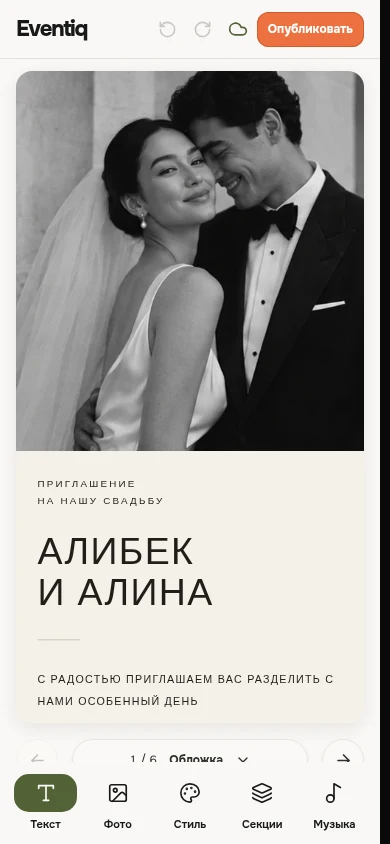 Eventiq
Опубликовать
ПРИГЛАШЕНИЕ
НА НАШУ СВАДЬБУ
АЛИБЕК
И АЛИНА
С РАДОСТЬЮ ПРИГЛАШАЕМ ВАС РАЗДЕЛИТЬ С
НАМИ ОСОБЕННЫЙ ДЕНЬ
1 / 6 Обложка
Текст Фото Стиль Секции Музыка